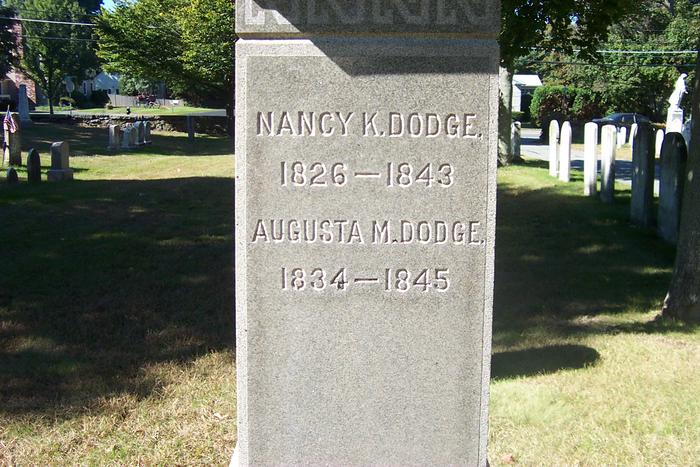 NANCY K. DODGE.
1826 — 1843
AUGUSTA M. DODGE.
1834 — 1845